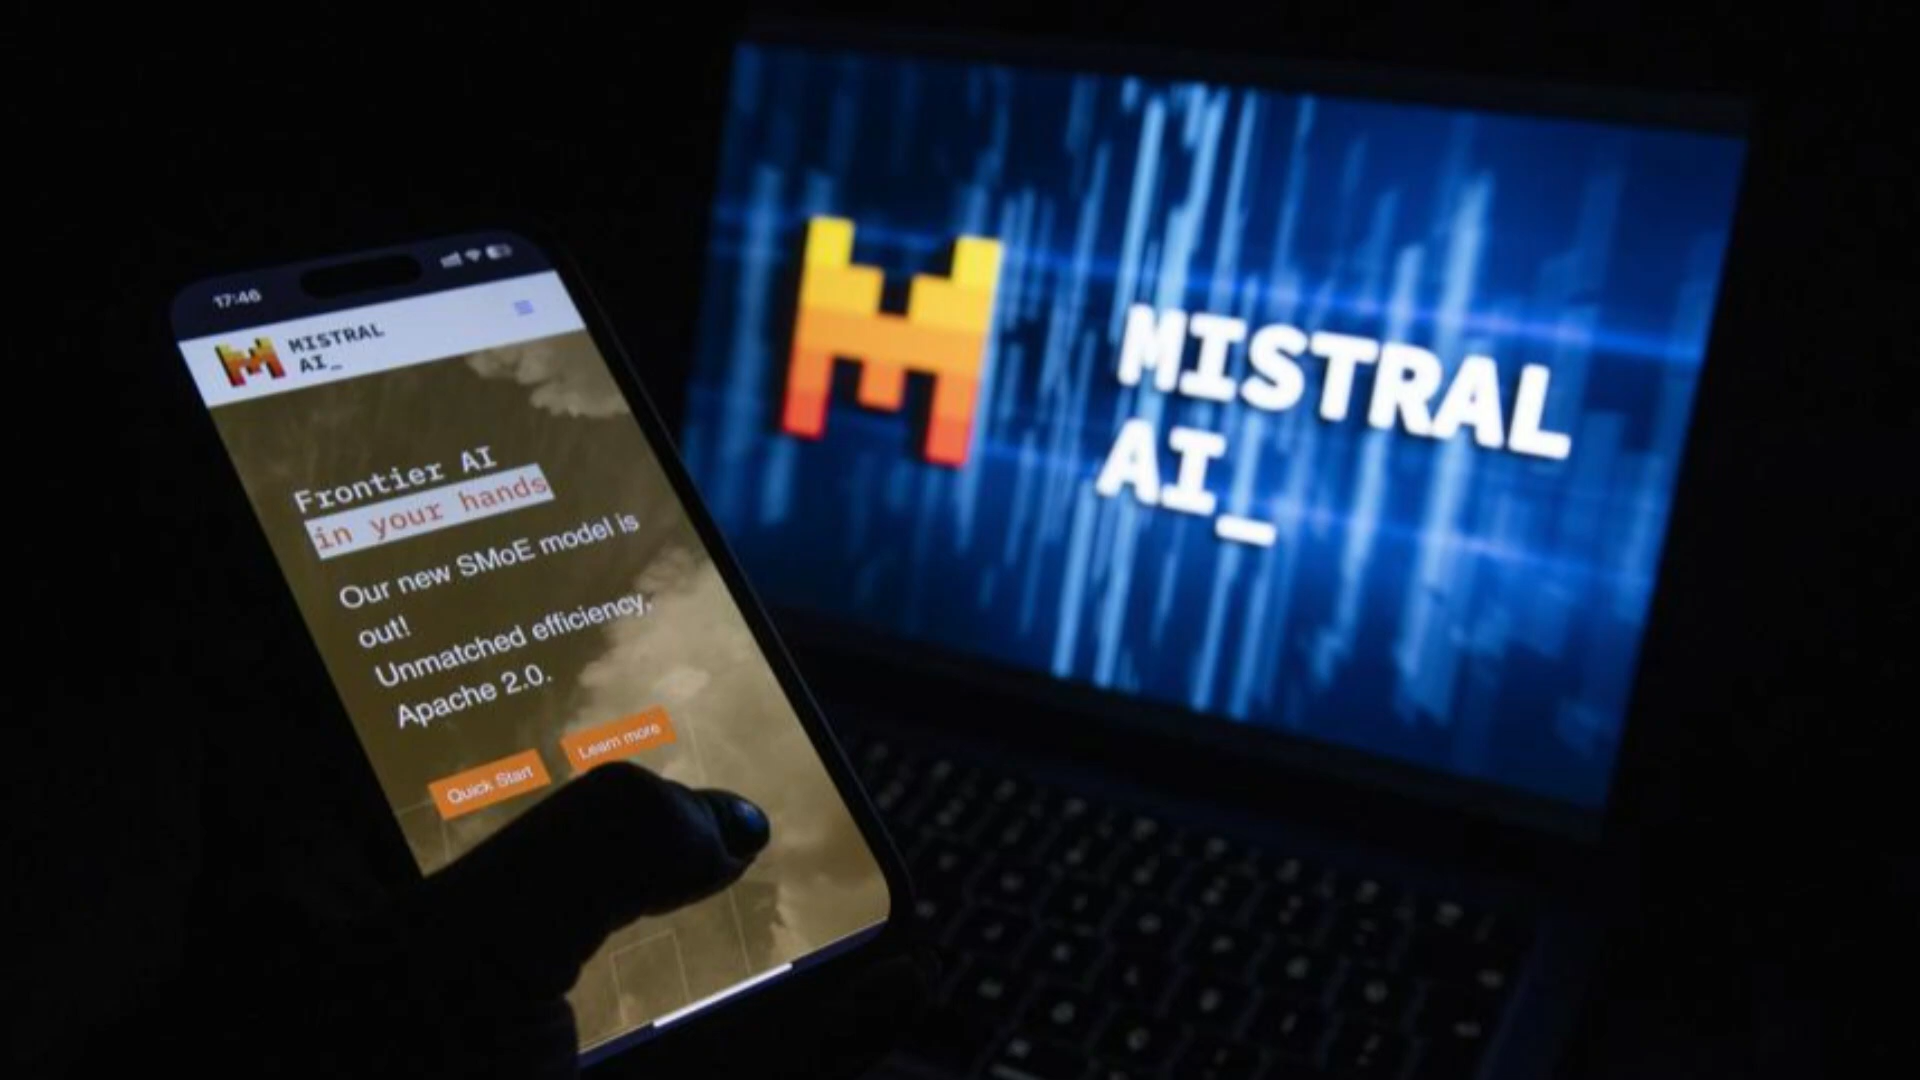 17:46
MISTRAL
AI_
Frontier AI
in your hands
Our new SMoE model is
out!
Unmatched efficiency,
Apache 2.0.
Quick Start
Learn more
MISTRAL
AI_